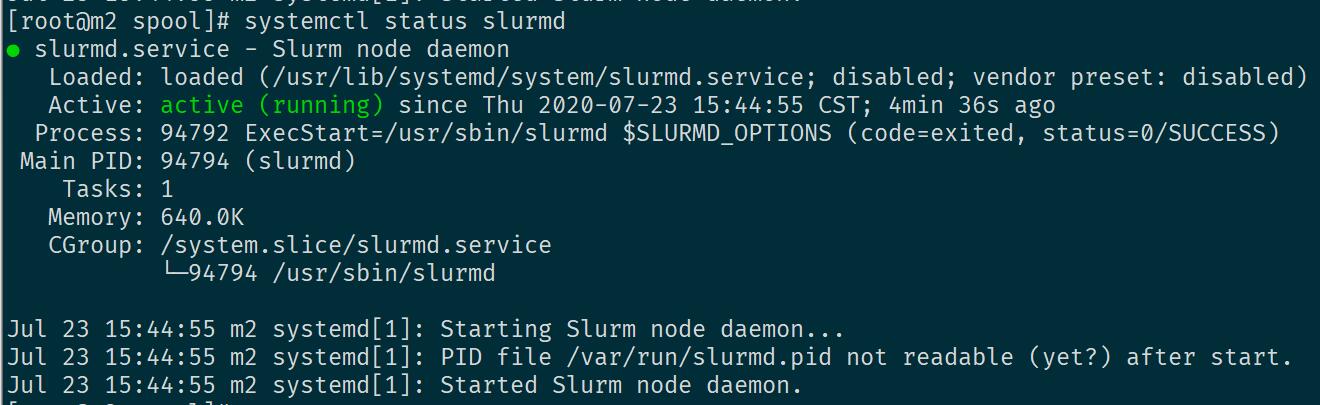 [root@m2 spool]# systemctl status slurmd
● slurmd.service - Slurm node daemon
   Loaded: loaded (/usr/lib/systemd/system/slurmd.service; disabled; vendor preset: disabled)
   Active: active (running) since Thu 2020-07-23 15:44:55 CST; 4min 36s ago
  Process: 94792 ExecStart=/usr/sbin/slurmd $SLURMD_OPTIONS (code=exited, status=0/SUCCESS)
 Main PID: 94794 (slurmd)
    Tasks: 1
   Memory: 640.0K
   CGroup: /system.slice/slurmd.service
           └─94794 /usr/sbin/slurmd
Jul 23 15:44:55 m2 systemd[1]: Starting Slurm node daemon...
Jul 23 15:44:55 m2 systemd[1]: PID file /var/run/slurmd.pid not readable (yet?) after start.
Jul 23 15:44:55 m2 systemd[1]: Started Slurm node daemon.